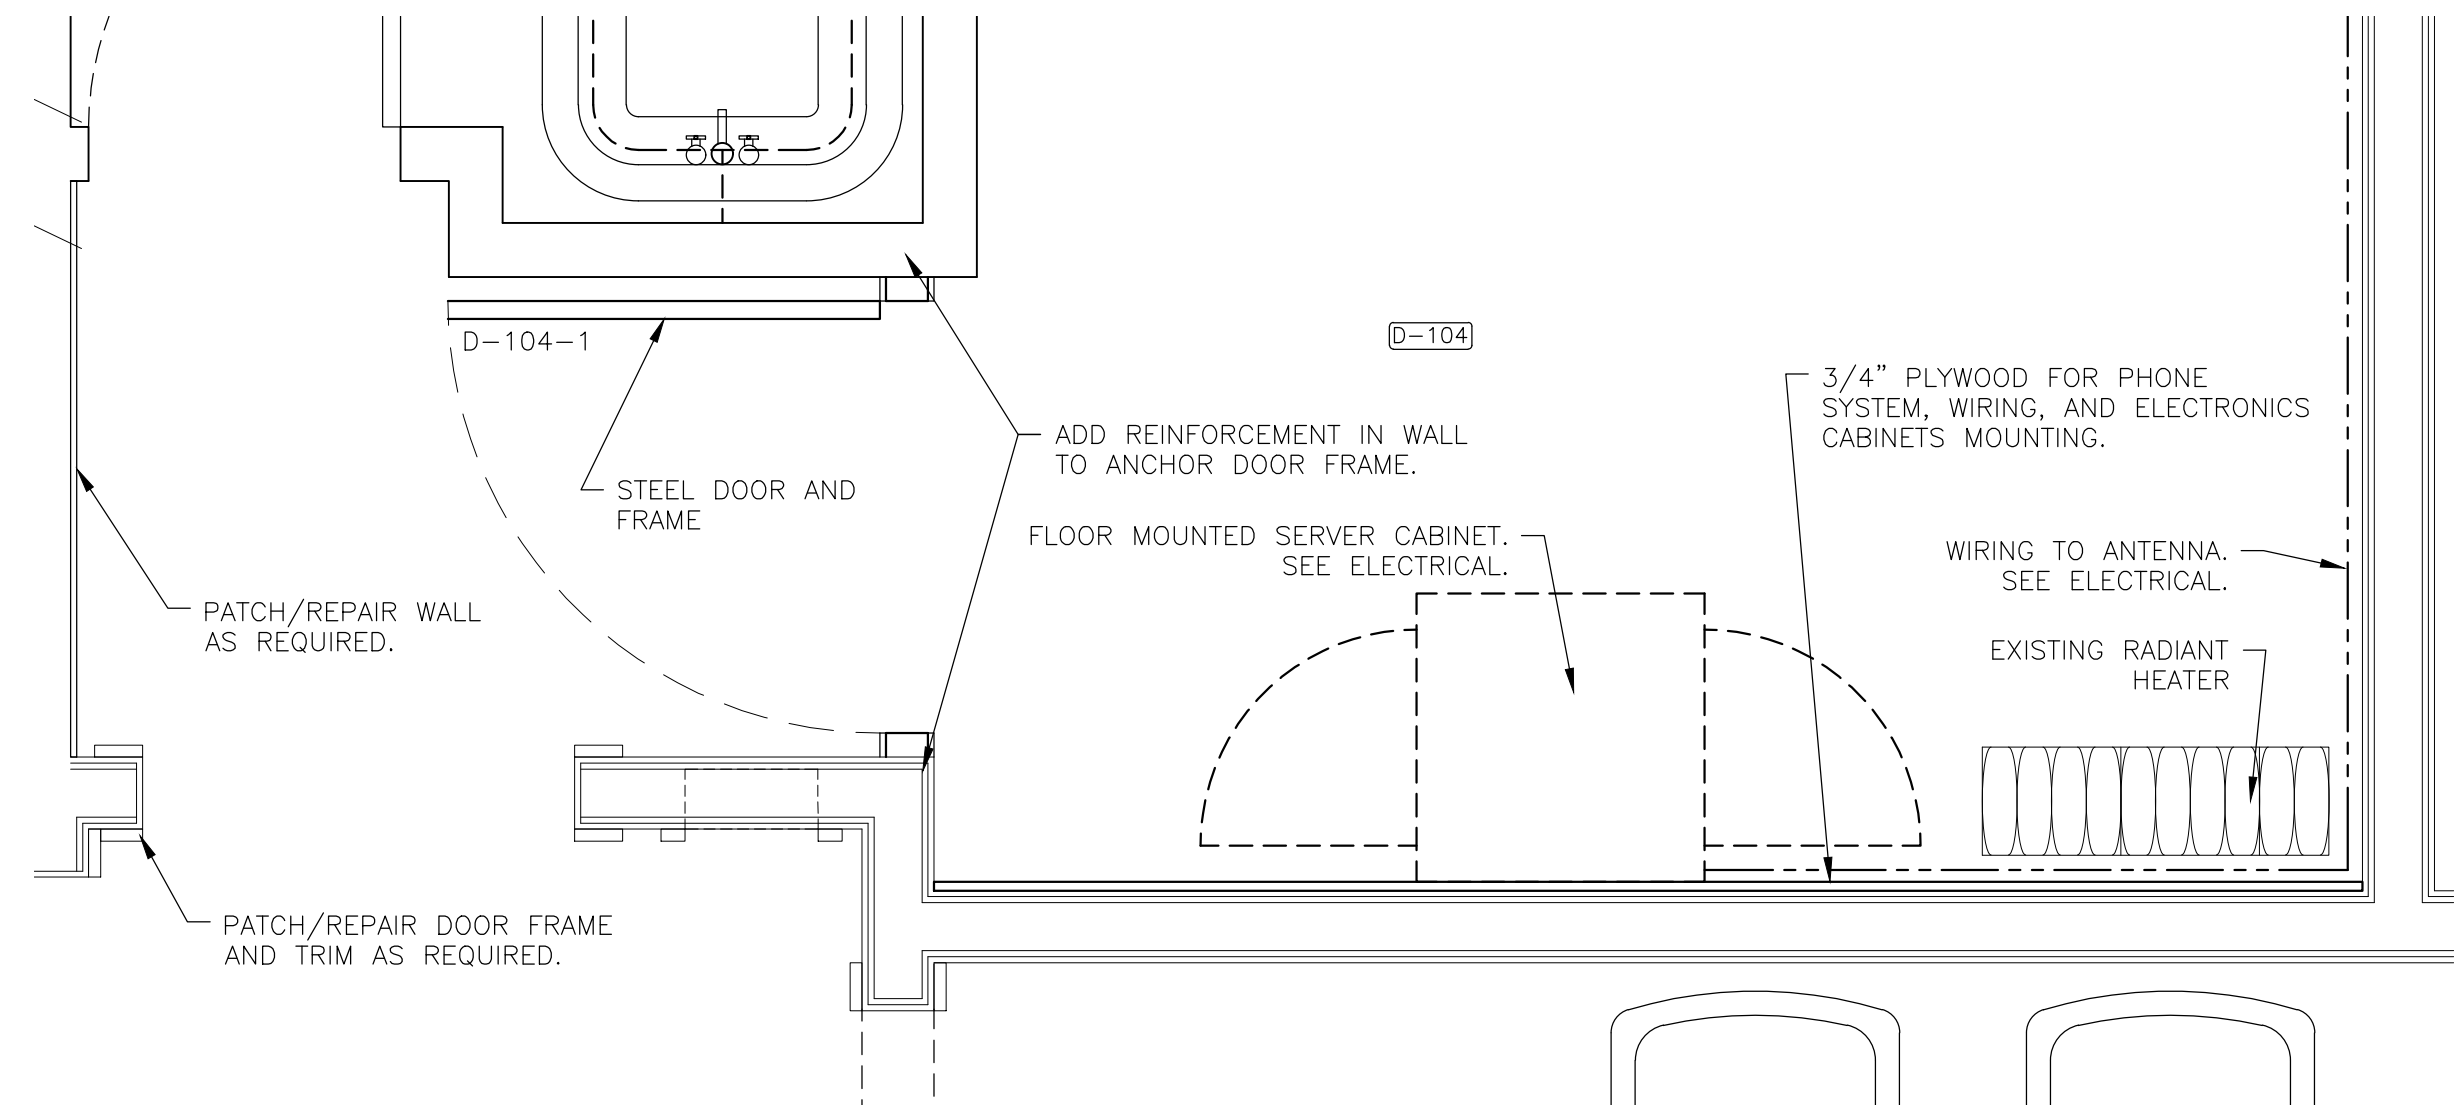 D-104-1
D-104
3/4” PLYWOOD FOR PHONE
SYSTEM, WIRING, AND ELECTRONICS
CABINETS MOUNTING.
ADD REINFORCEMENT IN WALL
TO ANCHOR DOOR FRAME.
STEEL DOOR AND
FRAME
FLOOR MOUNTED SERVER CABINET.
SEE ELECTRICAL.
WIRING TO ANTENNA.
SEE ELECTRICAL.
PATCH/REPAIR WALL
AS REQUIRED.
EXISTING RADIANT
HEATER
PATCH/REPAIR DOOR FRAME
AND TRIM AS REQUIRED.